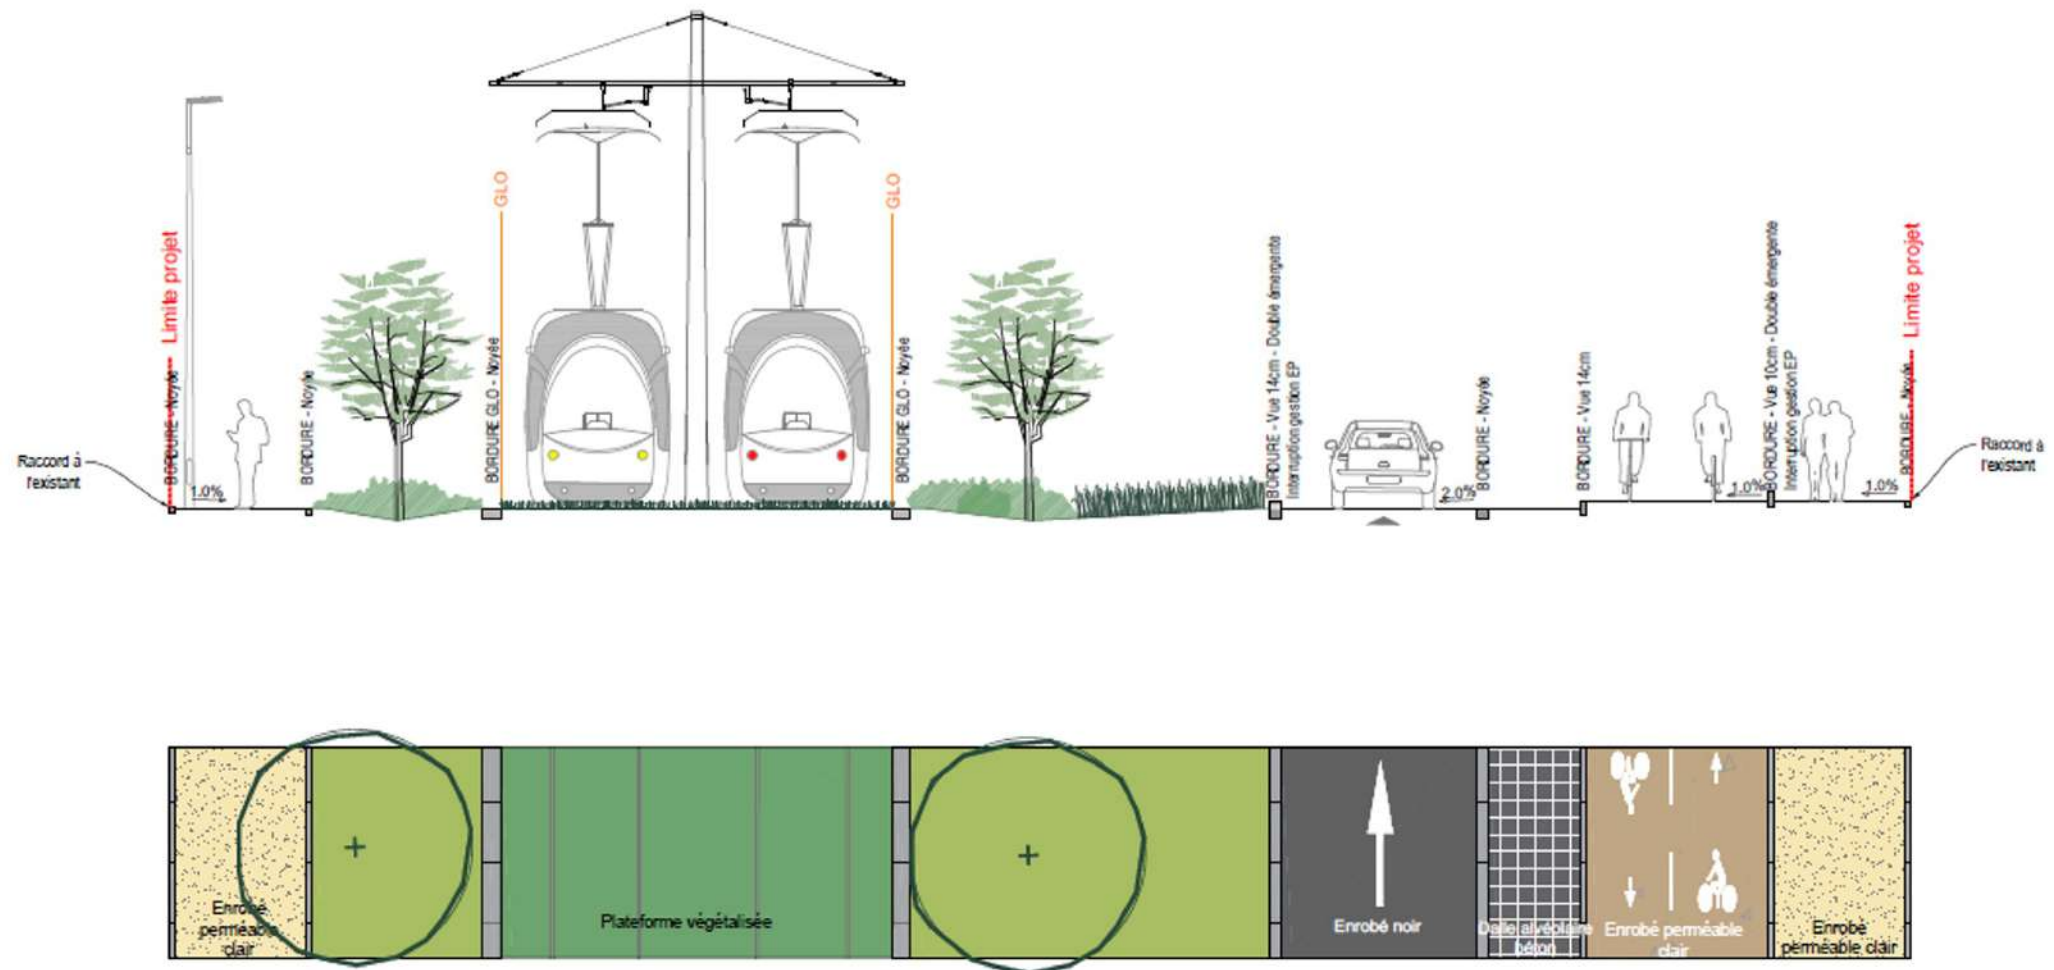 GLO
GLO
Limite projet
BORDURE - Noyée
BORDURE - Noyée
BORDURE GLO - Noyée
BORDURE GLO - Noyée
BORDURE - Vue 14cm - Double émergente
Interruption gestion EP
BORDURE - Noyée
BORDURE - Vue 14cm
BORDURE - Vue 10cm - Double émergente
Interruption gestion EP
BORDURE - Noyée
Limite projet
Raccord à
l'existant
1.0%
2.0%
1.0%
1.0%
Raccord à
l'existant
Enrobé
perméable
clair
Plateforme végétalisée
Enrobé noir
Dalle alvéolaire
béton
Enrobé perméable
clair
Enrobé
perméable clair